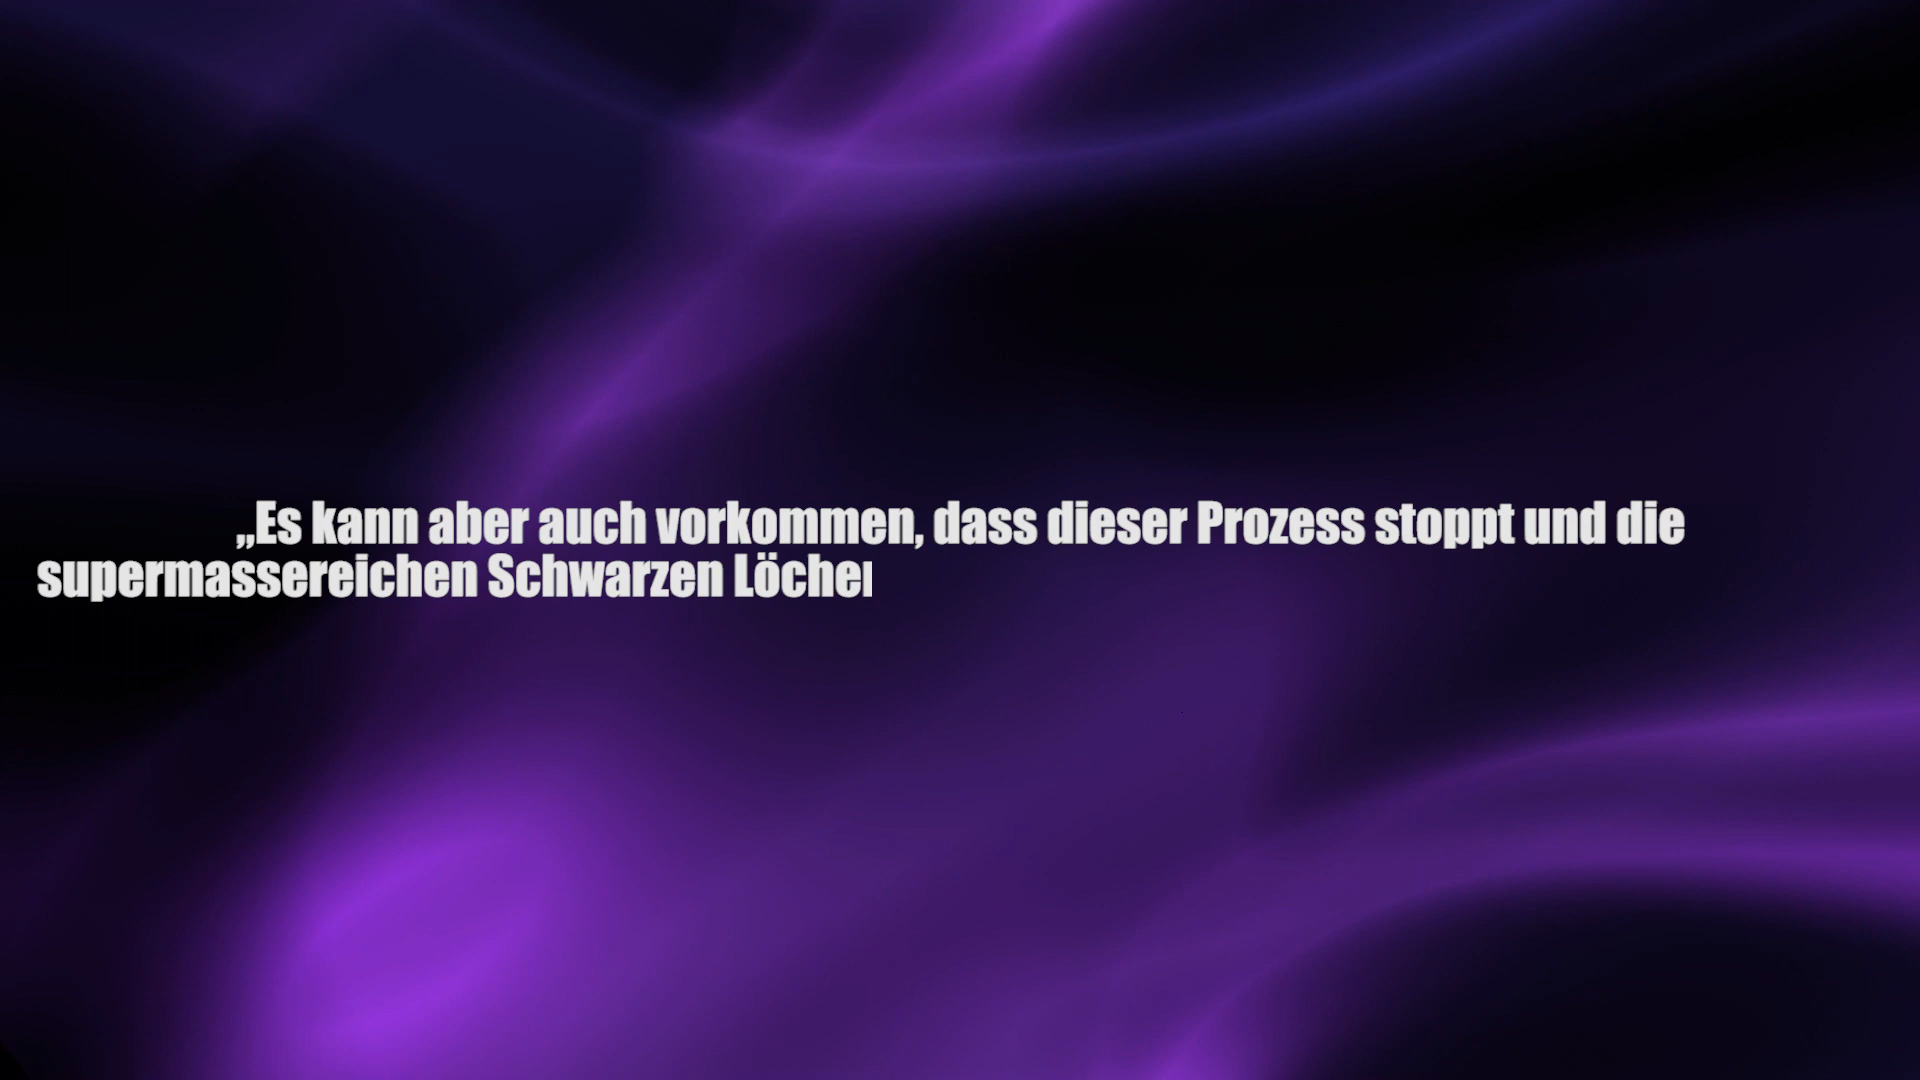 „Es kann aber auch vorkommen, dass dieser Prozess stoppt und die
supermassereichen Schwarzen Löcher